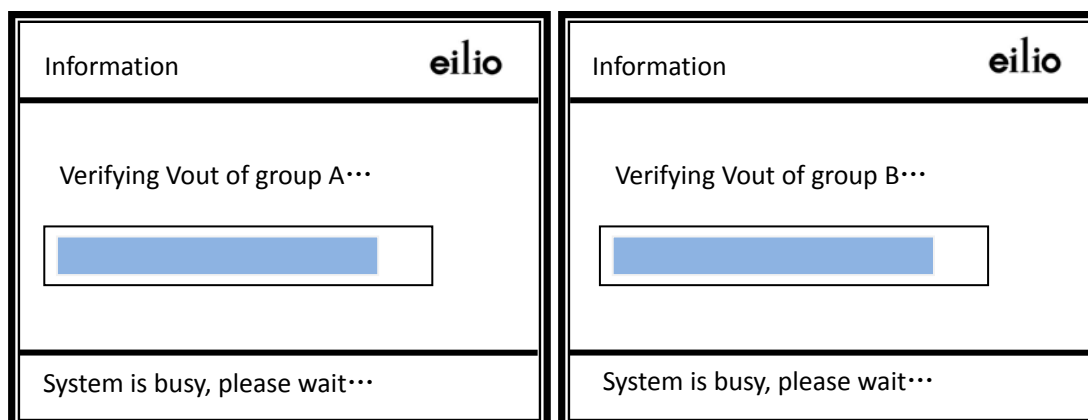 Information eilio
Verifying Vout of group A⋯
System is busy, please wait⋯
Information eilio
Verifying Vout of group B⋯
System is busy, please wait⋯